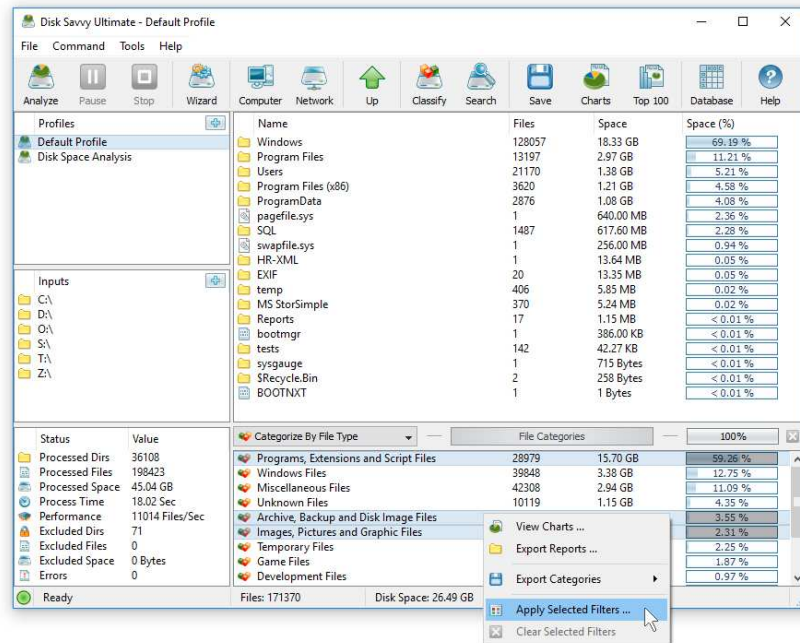 Disk Savvy Ultimate - Default Profile
File Command Tools Help
Analyze Pause Stop Wizard Computer Network Up Classify Search Save Charts Top 100 Database Help
Profiles
Default Profile
Disk Space Analysis
Inputs
C:\
D:\
O:\
S:\
T:\
Z:\
Name Files Space Space (%)
Windows 128057 18.33 GB 69.19 %
Program Files 13197 2.97 GB 11.21 %
Users 21170 1.38 GB 5.21 %
Program Files (x86) 3620 1.21 GB 4.58 %
ProgramData 2876 1.08 GB 4.08 %
pagefile.sys 1 640.00 MB 2.36 %
SQL 1487 617.60 MB 2.28 %
swapfile.sys 1 256.00 MB 0.94 %
HR-XML 1 13.64 MB 0.05 %
EXIF 20 13.35 MB 0.05 %
temp 406 5.85 MB 0.02 %
MS StorSimple 370 5.24 MB 0.02 %
Reports 17 1.15 MB < 0.01 %
bootmgr 1 386.00 KB < 0.01 %
tests 142 42.27 KB < 0.01 %
sysgauge 1 715 Bytes < 0.01 %
$Recycle.Bin 2 258 Bytes < 0.01 %
BOOTNXT 1 1 Bytes < 0.01 %
Status Value
Processed Dirs 36108
Processed Files 198423
Processed Space 45.04 GB
Process Time 18.02 Sec
Performance 11014 Files/Sec
Excluded Dirs 71
Excluded Files 0
Excluded Space 0 Bytes
Errors 0
Categorize By File Type File Categories 100%
Programs, Extensions and Script Files 28979 15.70 GB 59.26 %
Windows Files 39848 3.38 GB 12.75 %
Miscellaneous Files 42308 2.94 GB 11.09 %
Unknown Files 10119 1.15 GB 4.35 %
Archive, Backup and Disk Image Files 3.55 %
Images, Pictures and Graphic Files 2.31 %
Temporary Files 2.25 %
Game Files 1.87 %
Development Files 0.97 %
View Charts ...
Export Reports ...
Export Categories
Apply Selected Filters ...
Clear Selected Filters
Ready Files: 171370 Disk Space: 26.49 GB